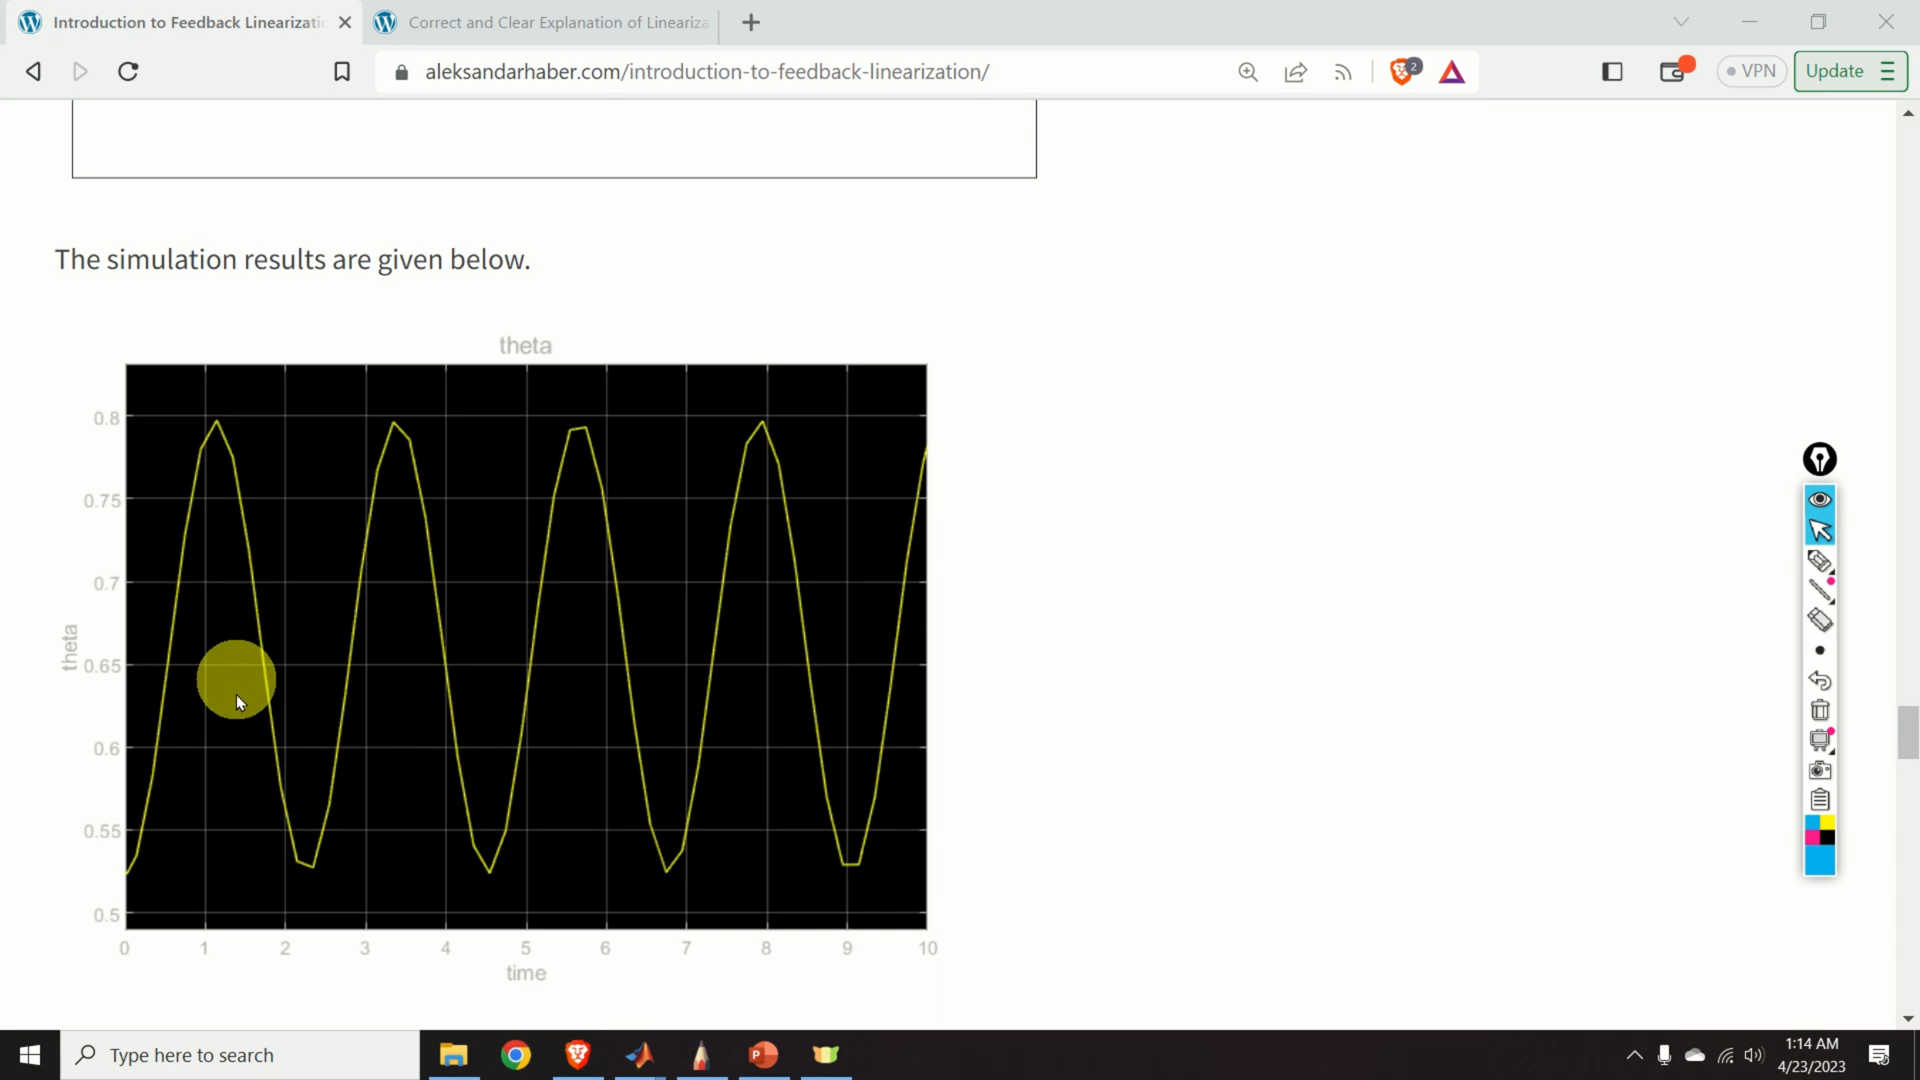 Introduction to Feedback Linearizatic
Correct and Clear Explanation of Lineariza
aleksandarhaber.com/introduction-to-feedback-linearization/
2
VPN
Update
The simulation results are given below.
theta
0.8
0.75
0.7
0.65
0.6
0.55
0.5
theta
0 1 2 3 4 5 6 7 8 9 10
time
Type here to search
1:14 AM
4/23/2023